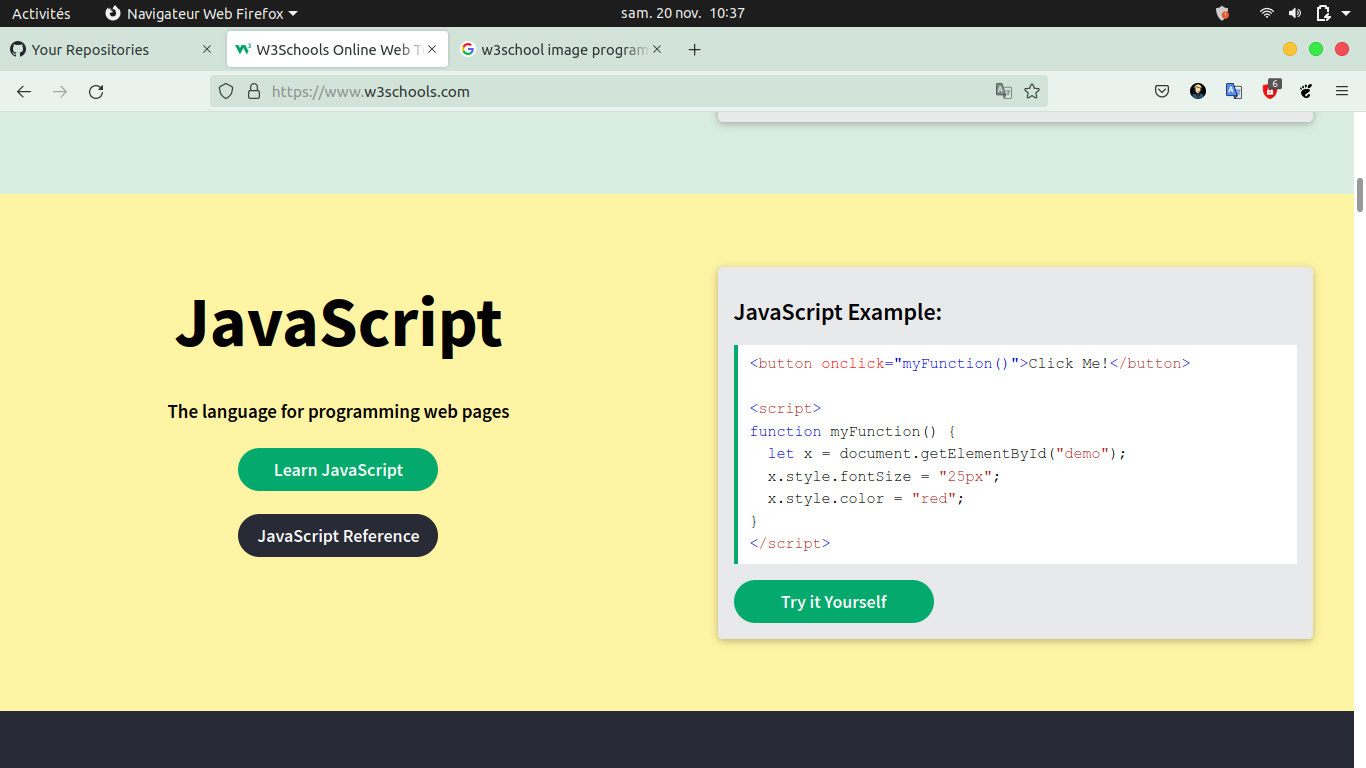 Activités
Navigateur Web Firefox
sam. 20 nov. 10:37
Your Repositories
W3Schools Online Web T
w3school image program
https://www.w3schools.com
6
JavaScript
The language for programming web pages
Learn JavaScript
JavaScript Reference
JavaScript Example:
<button onclick="myFunction()">Click Me!</button>
<script>
function myFunction() {
  let x = document.getElementById("demo");
  x.style.fontSize = "25px";
  x.style.color = "red";
}
</script>
Try it Yourself